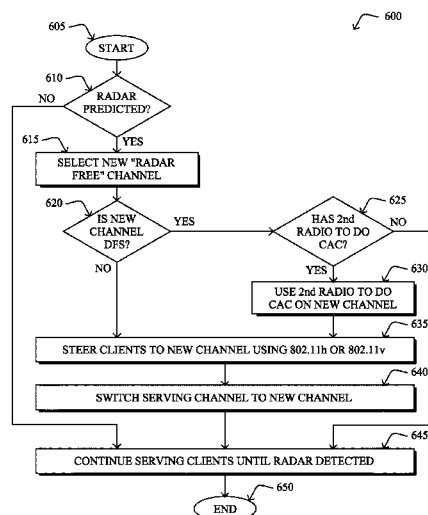 600
605
START
610
RADAR
PREDICTED?
NO
YES
615
SELECT NEW "RADAR
FREE" CHANNEL
620
IS NEW
CHANNEL
DFS?
YES
NO
625
HAS 2nd
RADIO TO DO
CAC?
NO
YES
630
USE 2nd RADIO TO DO
CAC ON NEW CHANNEL
635
STEER CLIENTS TO NEW CHANNEL USING 802.11h OR 802.11v
640
SWITCH SERVING CHANNEL TO NEW CHANNEL
645
CONTINUE SERVING CLIENTS UNTIL RADAR DETECTED
650
END